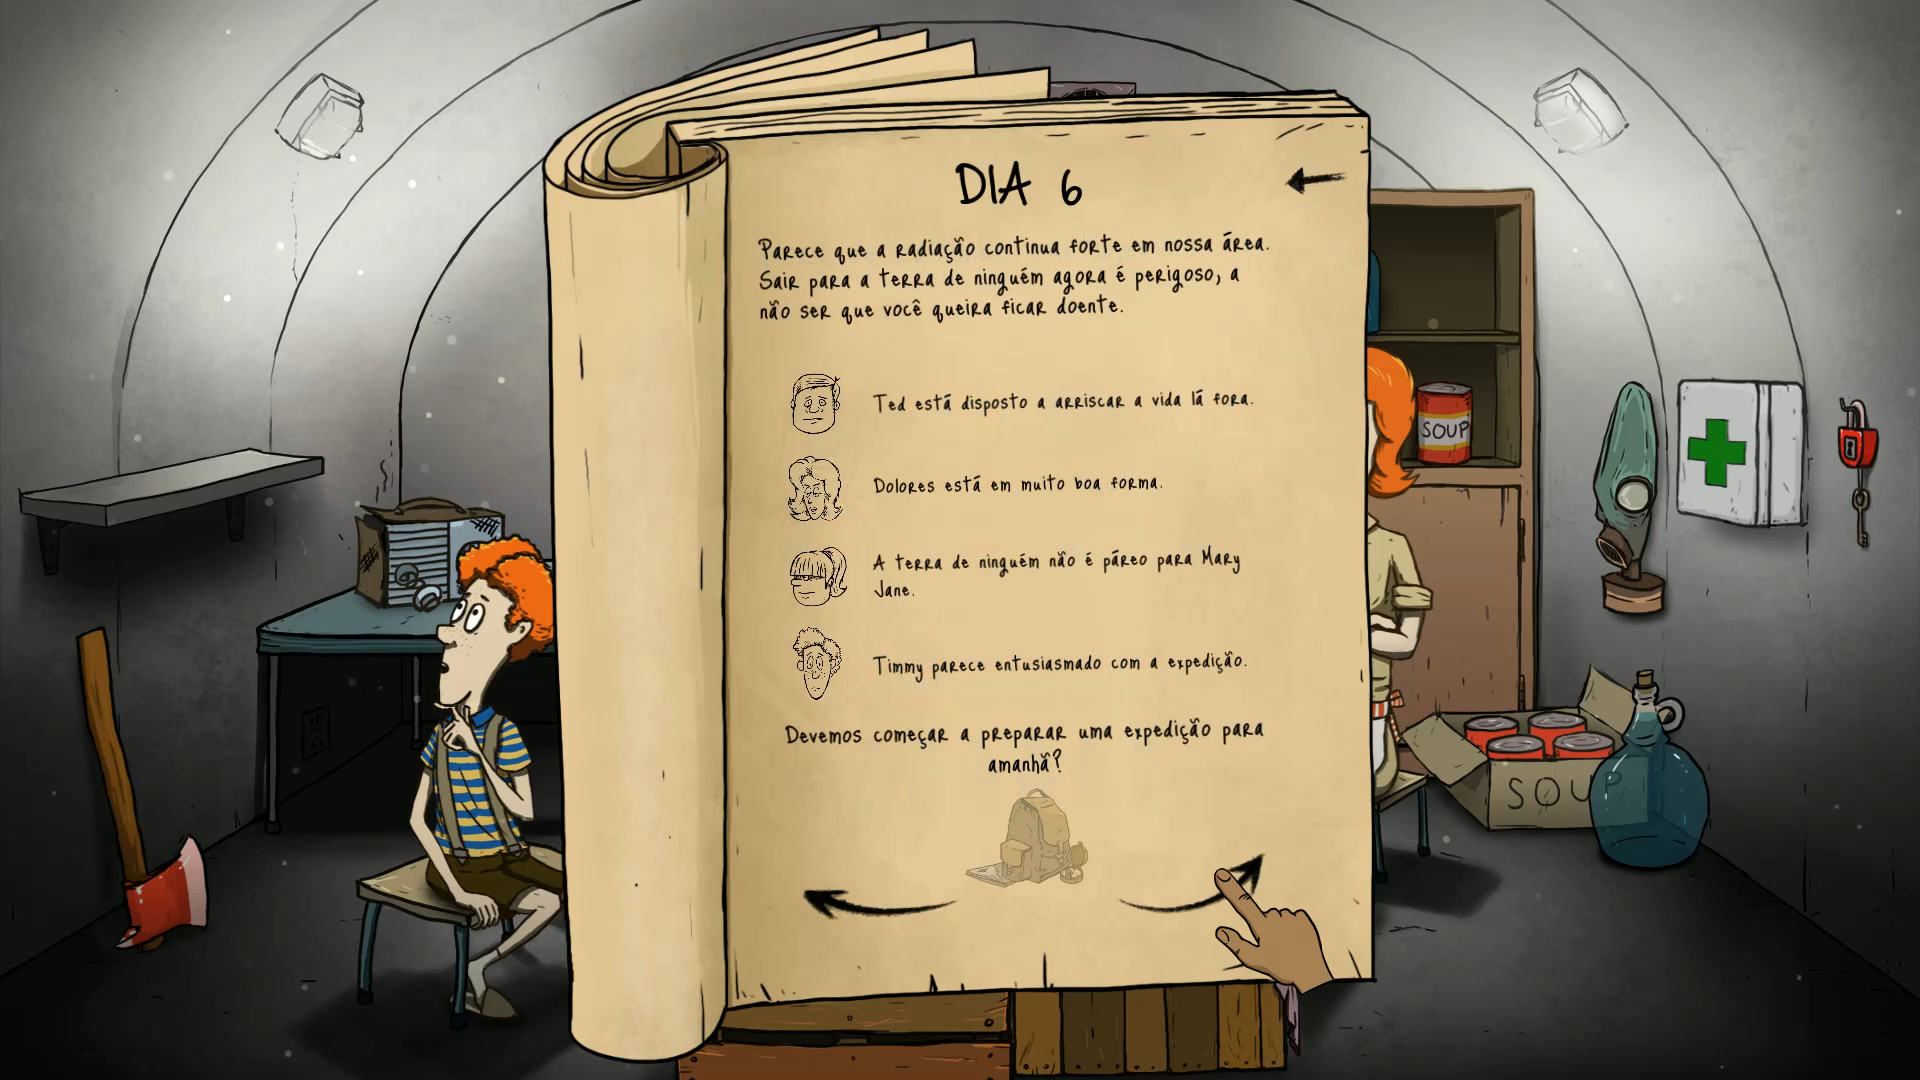 DIA 6
Parece que a radiação continua forte em nossa área.
Sair para a terra de ninguém agora é perigoso, a
não ser que você queira ficar doente.
Ted está disposto a arriscar a vida lá fora.
Dolores está em muito boa forma.
A terra de ninguém não é páreo para Mary
Jane.
Timmy parece entusiasmado com a expedição.
Devemos começar a preparar uma expedição para
amanhã?
SOUP
SOU